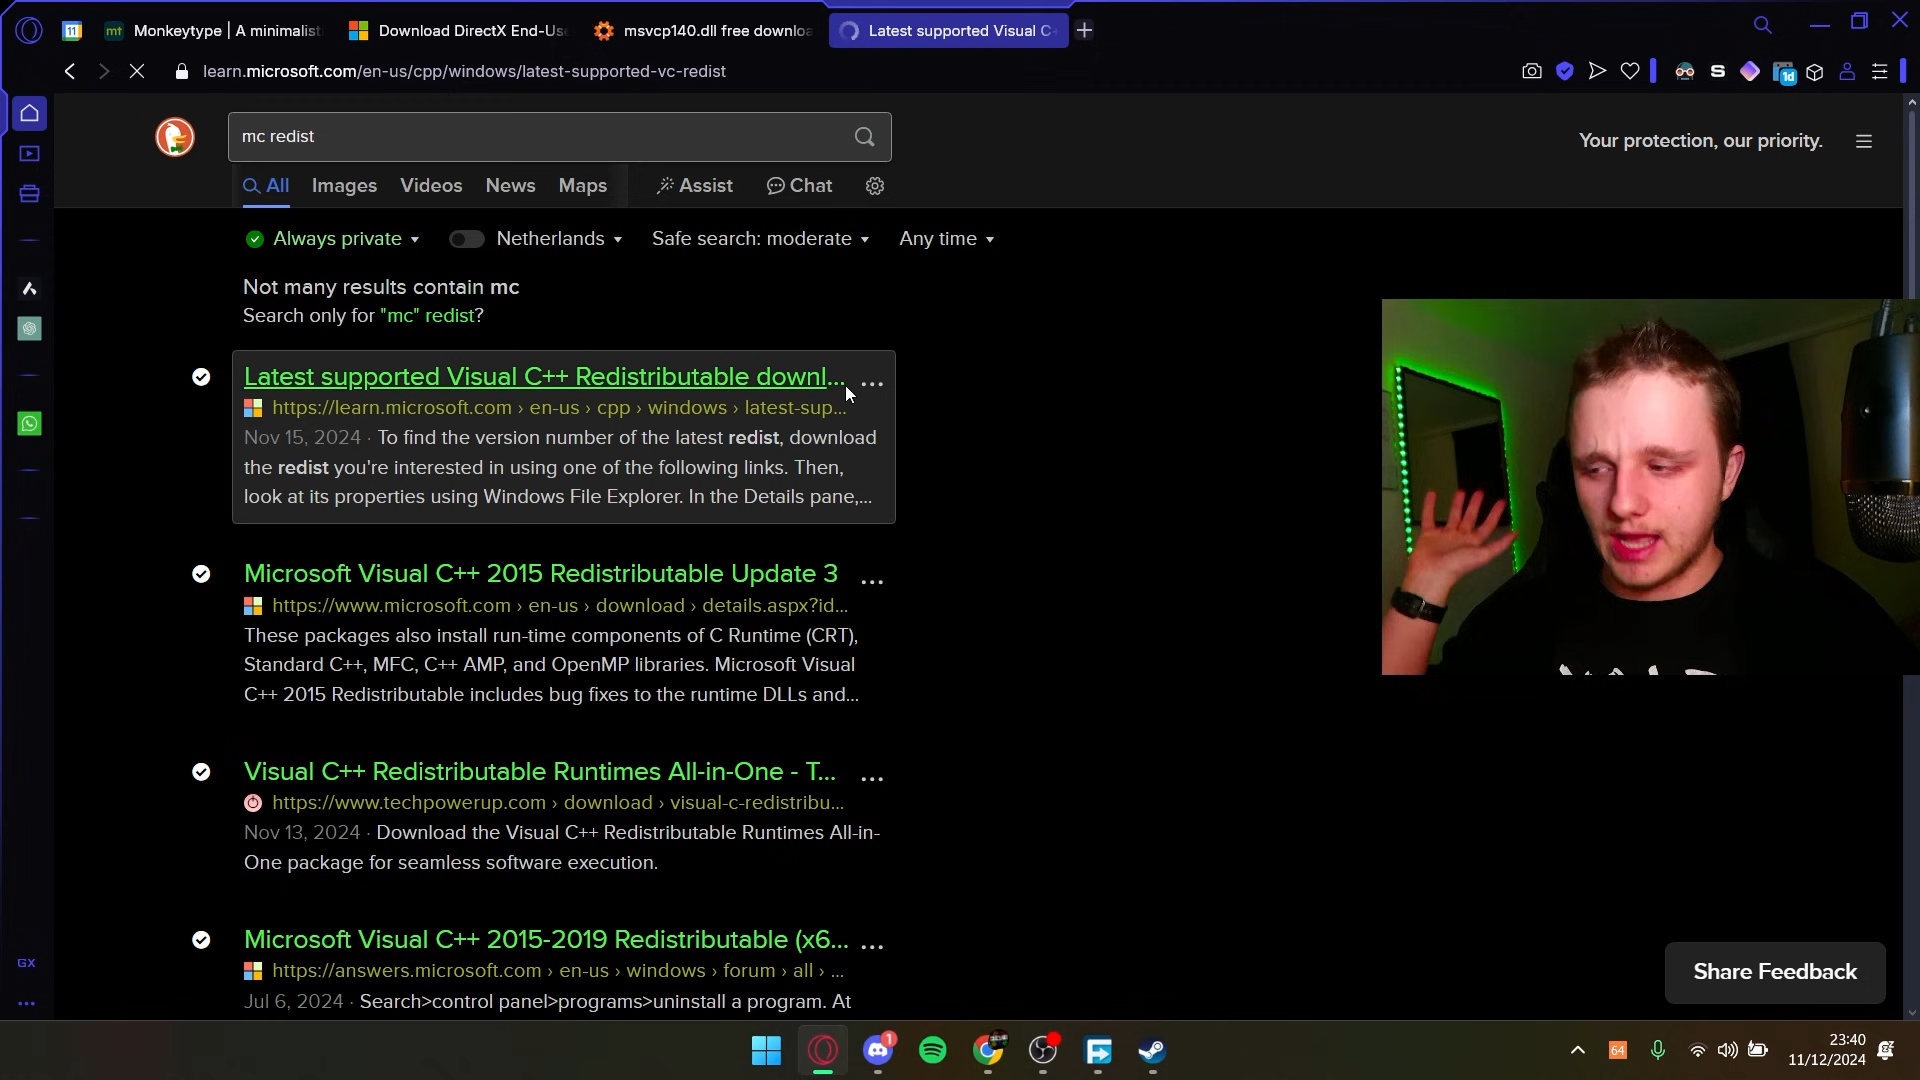 11
mt
Monkeytype | A minimalist
Download DirectX End-Us
msvcp140.dll free downlo
Latest supported Visual C
learn.microsoft.com/en-us/cpp/windows/latest-supported-vc-redist
S
1d
mc redist
Your protection, our priority.
All
Images
Videos
News
Maps
Assist
Chat
Always private
Netherlands
Safe search: moderate
Any time
Not many results contain mc
Search only for "mc" redist?
Latest supported Visual C++ Redistributable downl...
https://learn.microsoft.com › en-us › cpp › windows › latest-sup...
Nov 15, 2024 · To find the version number of the latest redist, download
the redist you're interested in using one of the following links. Then,
look at its properties using Windows File Explorer. In the Details pane,...
Microsoft Visual C++ 2015 Redistributable Update 3
https://www.microsoft.com › en-us › download › details.aspx?id...
These packages also install run-time components of C Runtime (CRT),
Standard C++, MFC, C++ AMP, and OpenMP libraries. Microsoft Visual
C++ 2015 Redistributable includes bug fixes to the runtime DLLs and...
Visual C++ Redistributable Runtimes All-in-One - T...
https://www.techpowerup.com › download › visual-c-redistribu...
Nov 13, 2024 · Download the Visual C++ Redistributable Runtimes All-in-
One package for seamless software execution.
Microsoft Visual C++ 2015-2019 Redistributable (x6...
https://answers.microsoft.com › en-us › windows › forum › all › ...
Jul 6, 2024 · Search>control panel>programs>uninstall a program. At
GX
Share Feedback
1
64
23:40
11/12/2024